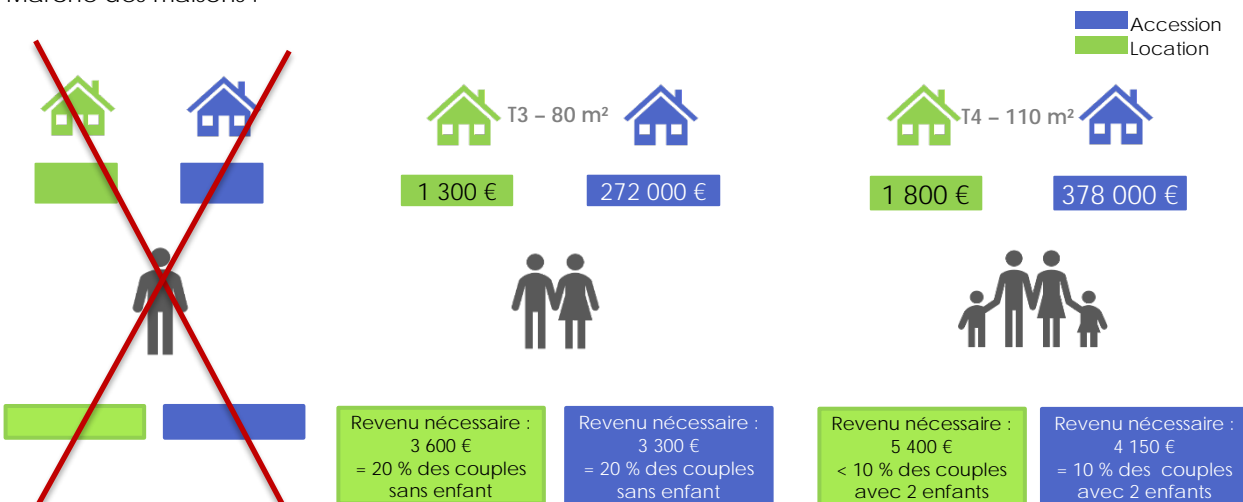 Marché des maisons :
Accession
Location
T3 – 80 m²
1 300 €
272 000 €
T4 – 110 m²
1 800 €
378 000 €
Revenu nécessaire :
3 600 €
= 20 % des couples
sans enfant
Revenu nécessaire :
3 300 €
= 20 % des couples
sans enfant
Revenu nécessaire :
5 400 €
< 10 % des couples
avec 2 enfants
Revenu nécessaire :
4 150 €
= 10 % des couples
avec 2 enfants